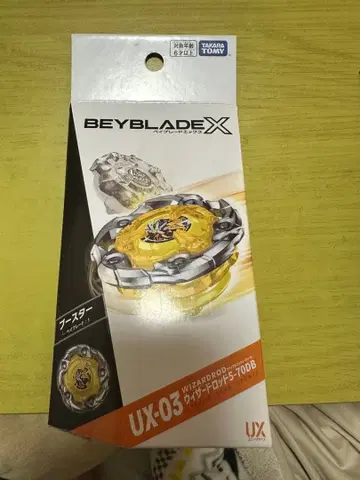 対象年齢
6才以上
TAKARA
TOMY
BEYBLADE X
ベイブレードエックス
ブースター
UX-03
WIZARDROD
ウィザードロッド5-70DB
UX